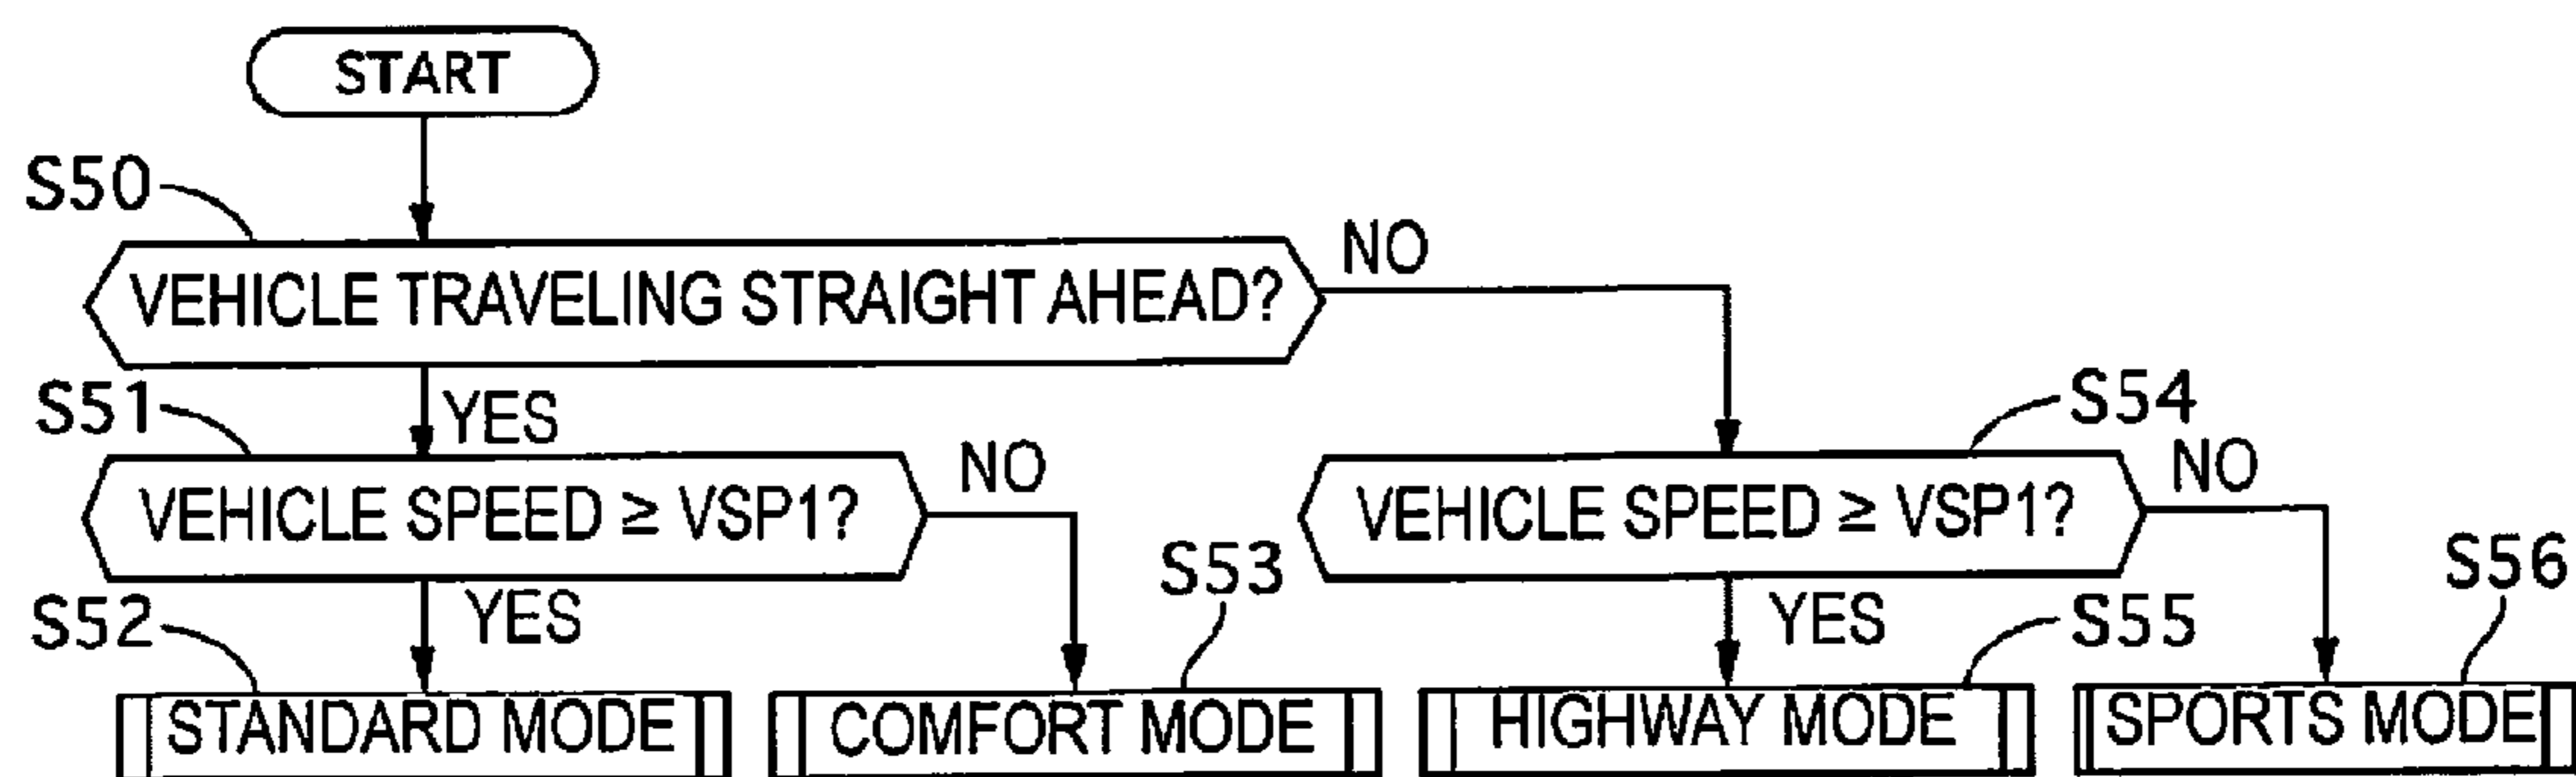 START
S50
VEHICLE TRAVELING STRAIGHT AHEAD?
NO
S51
YES
S54
VEHICLE SPEED ≥ VSP1?
NO
VEHICLE SPEED ≥ VSP1?
NO
S52
YES
S53
YES
S55
S56
STANDARD MODE
COMFORT MODE
HIGHWAY MODE
SPORTS MODE